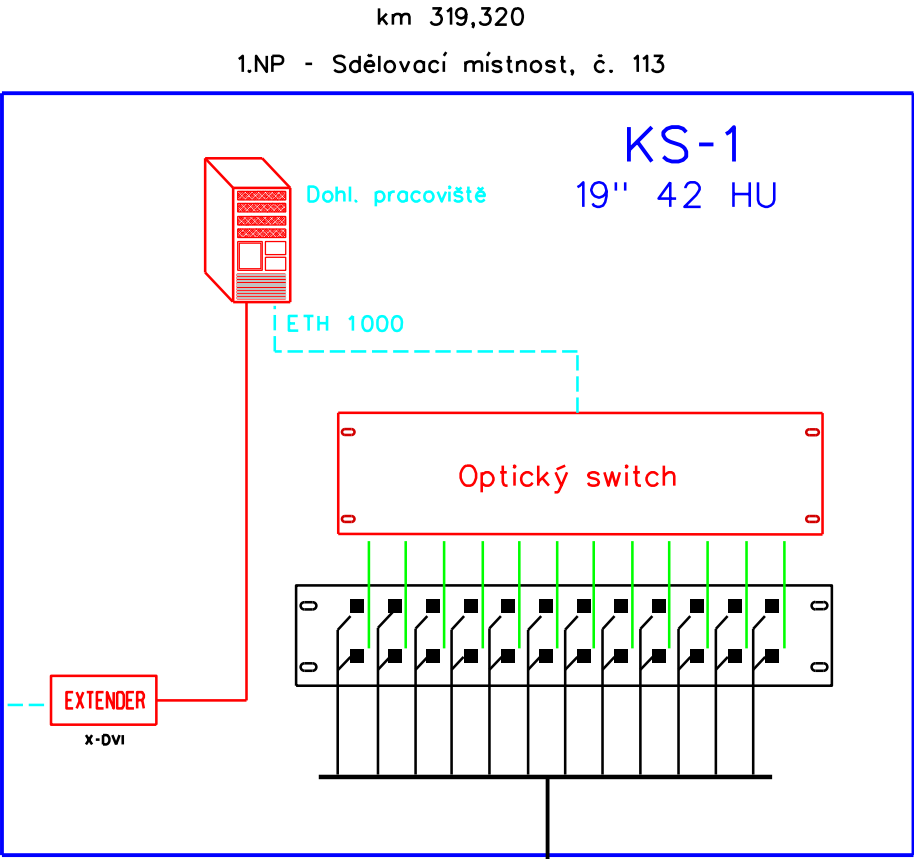 km 319,320
1.NP - Sdělovací místnost, č. 113
KS-1
19'' 42 HU
Dohl. pracoviště
ETH 1000
Optický switch
EXTENDER
X-DVI